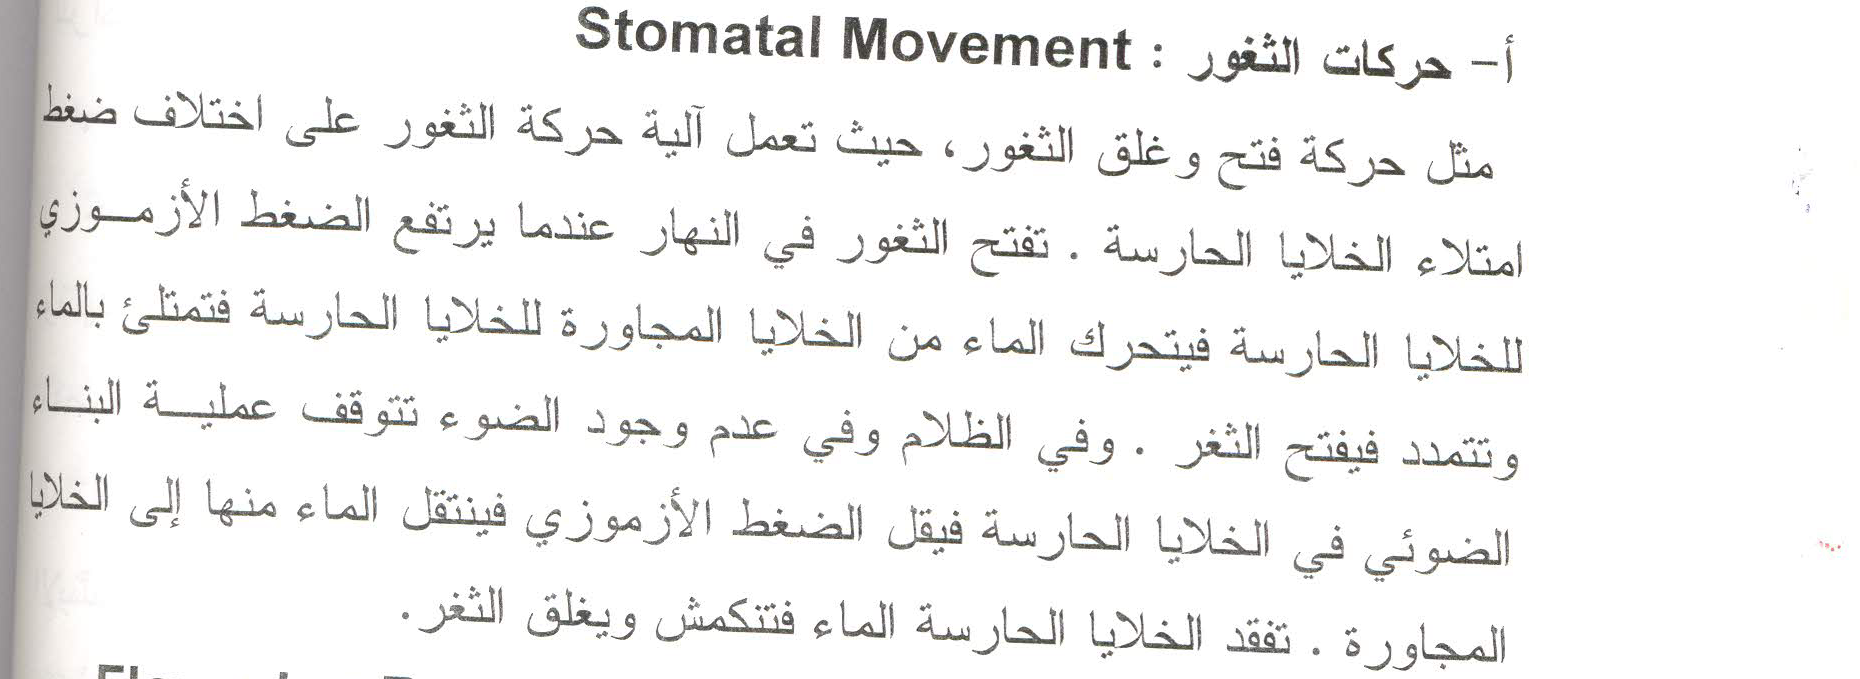 أ- حركات الثغور : Stomatal Movement
مثل حركة فتح وغلق الثغور، حيث تعمل آلية حركة الثغور على اختلاف ضغط
امتلاء الخلايا الحارسة . تفتح الثغور في النهار عندما يرتفع الضغط الأزموزي
للخلايا الحارسة فيتحرك الماء من الخلايا المجاورة للخلايا الحارسة فتمتلئ بالماء
وتتمدد فيفتح الثغر . وفي الظلام وفي عدم وجود الضوء تتوقف عملية البناء
الضوئي في الخلايا الحارسة فيقل الضغط الأزموزي فينتقل الماء منها إلى الخلايا
المجاورة . تفقد الخلايا الحارسة الماء فتنكمش ويغلق الثغر.